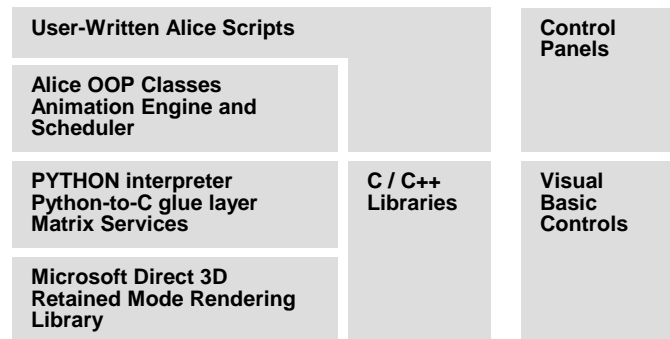 User-Written Alice Scripts
Alice OOP Classes
Animation Engine and
Scheduler
PYTHON interpreter
Python-to-C glue layer
Matrix Services
Microsoft Direct 3D
Retained Mode Rendering
Library
C / C++
Libraries
Control
Panels
Visual
Basic
Controls